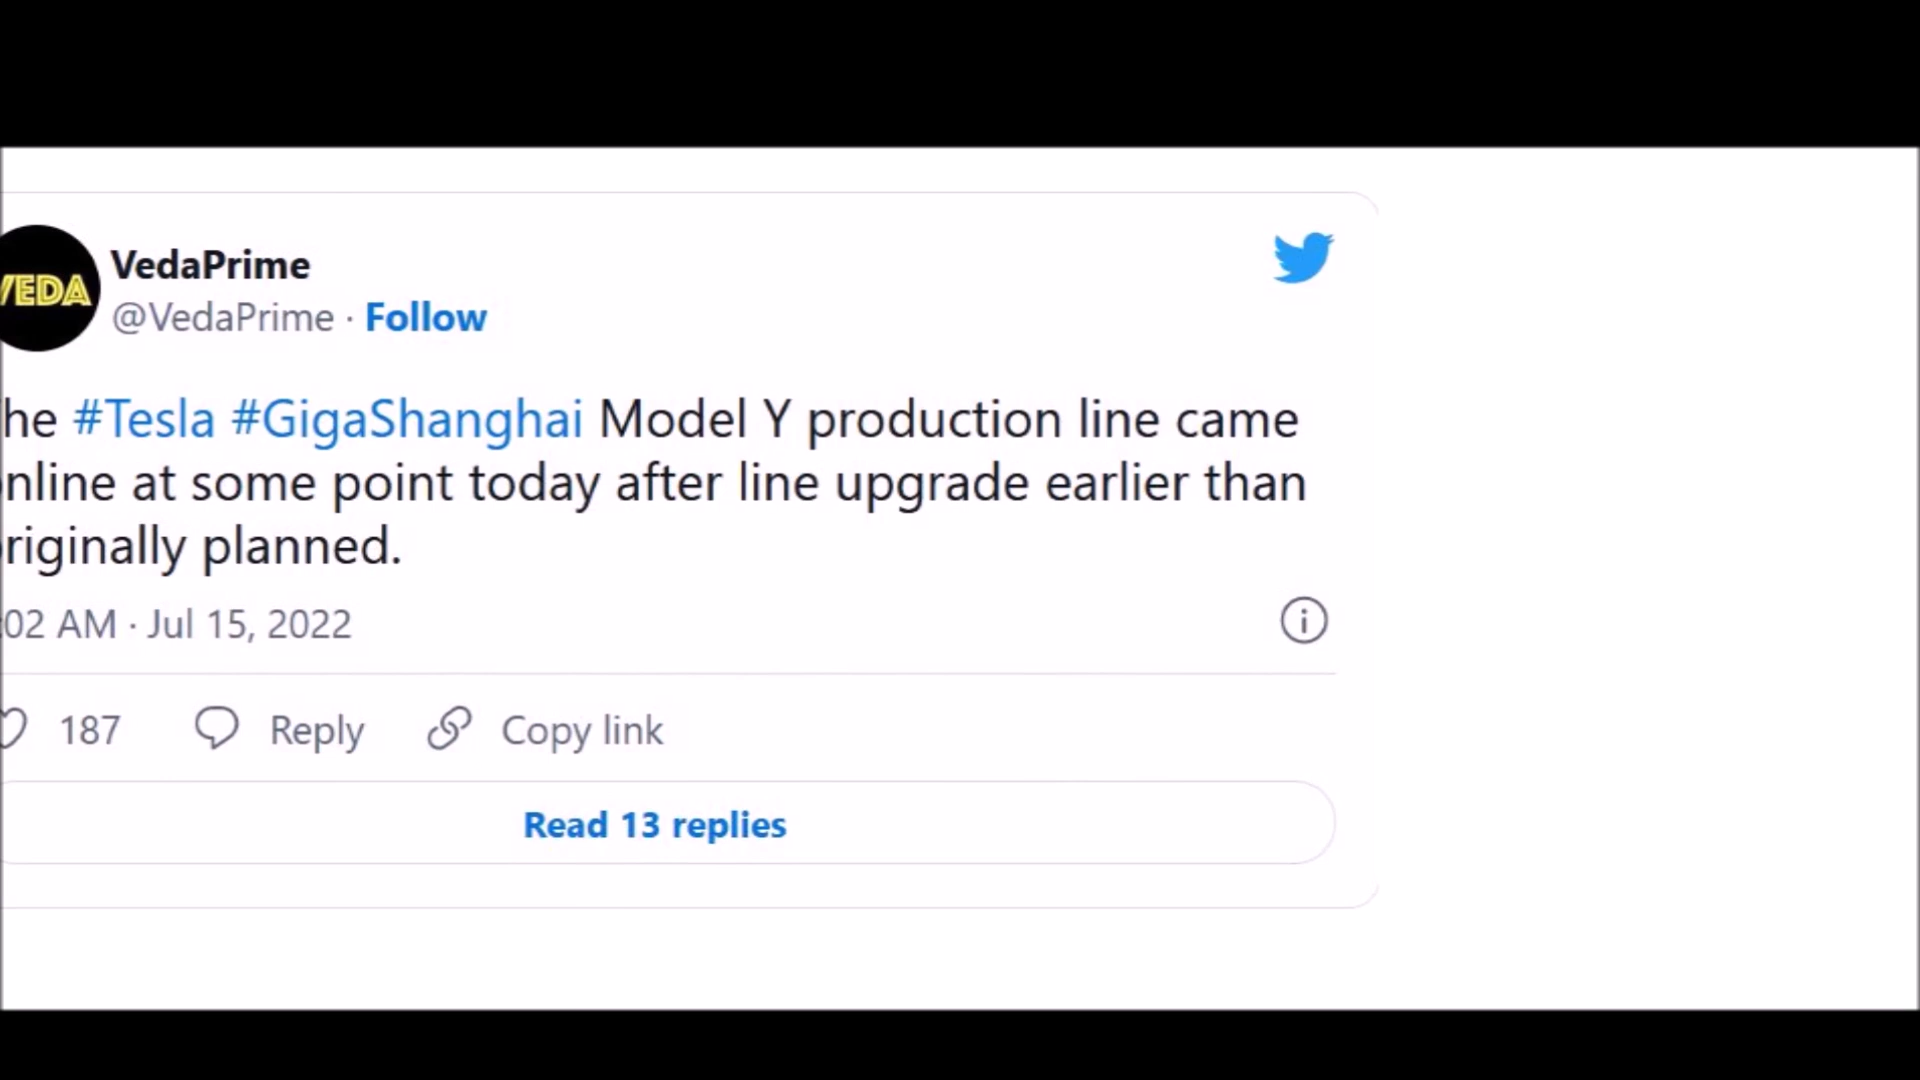 VEDA
VedaPrime
@VedaPrime · Follow
he #Tesla #GigaShanghai Model Y production line came
nline at some point today after line upgrade earlier than
riginally planned.
:02 AM · Jul 15, 2022
187 Reply Copy link
Read 13 replies